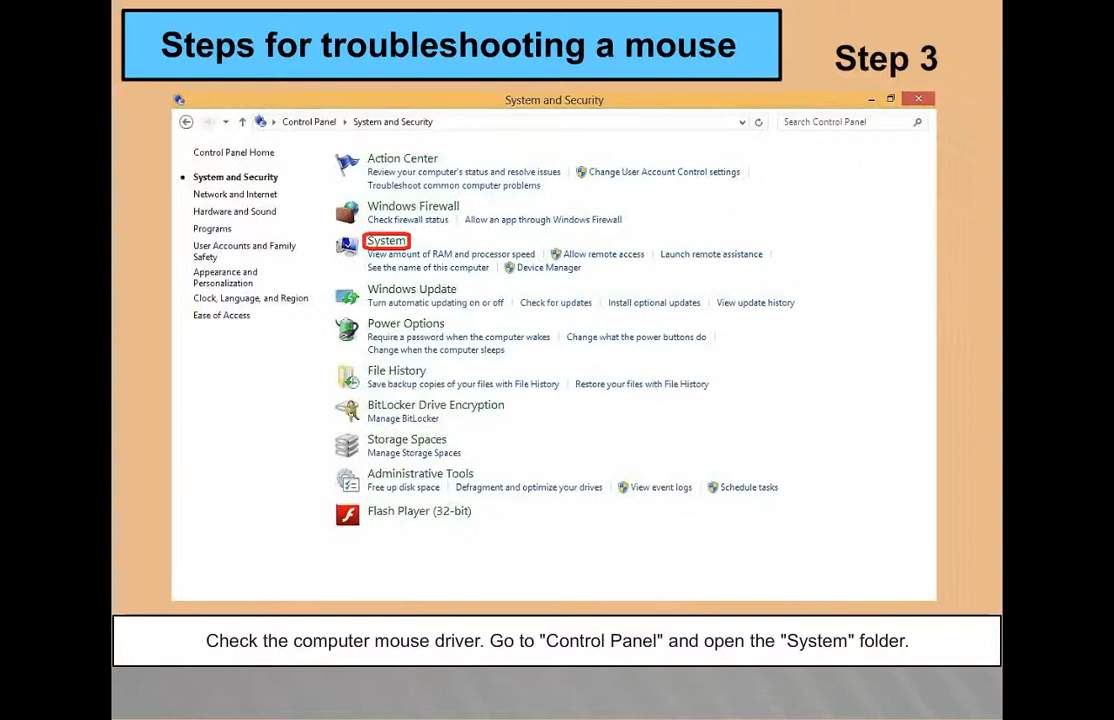 Steps for troubleshooting a mouse
Step 3
System and Security
Control Panel System and Security
Search Control Panel
Control Panel Home
System and Security
Network and Internet
Hardware and Sound
Programs
User Accounts and Family
Safety
Appearance and
Personalization
Clock, Language, and Region
Ease of Access
Action Center
Review your computer's status and resolve issues Change User Account Control settings
Troubleshoot common computer problems
Windows Firewall
Check firewall status Allow an app through Windows Firewall
System
View amount of RAM and processor speed Allow remote access Launch remote assistance
See the name of this computer Device Manager
Windows Update
Turn automatic updating on or off Check for updates Install optional updates View update history
Power Options
Require a password when the computer wakes Change what the power buttons do
Change when the computer sleeps
File History
Save backup copies of your files with File History Restore your files with File History
BitLocker Drive Encryption
Manage BitLocker
Storage Spaces
Manage Storage Spaces
Administrative Tools
Free up disk space Defragment and optimize your drives View event logs Schedule tasks
Flash Player (32-bit)
Check the computer mouse driver. Go to "Control Panel" and open the "System" folder.